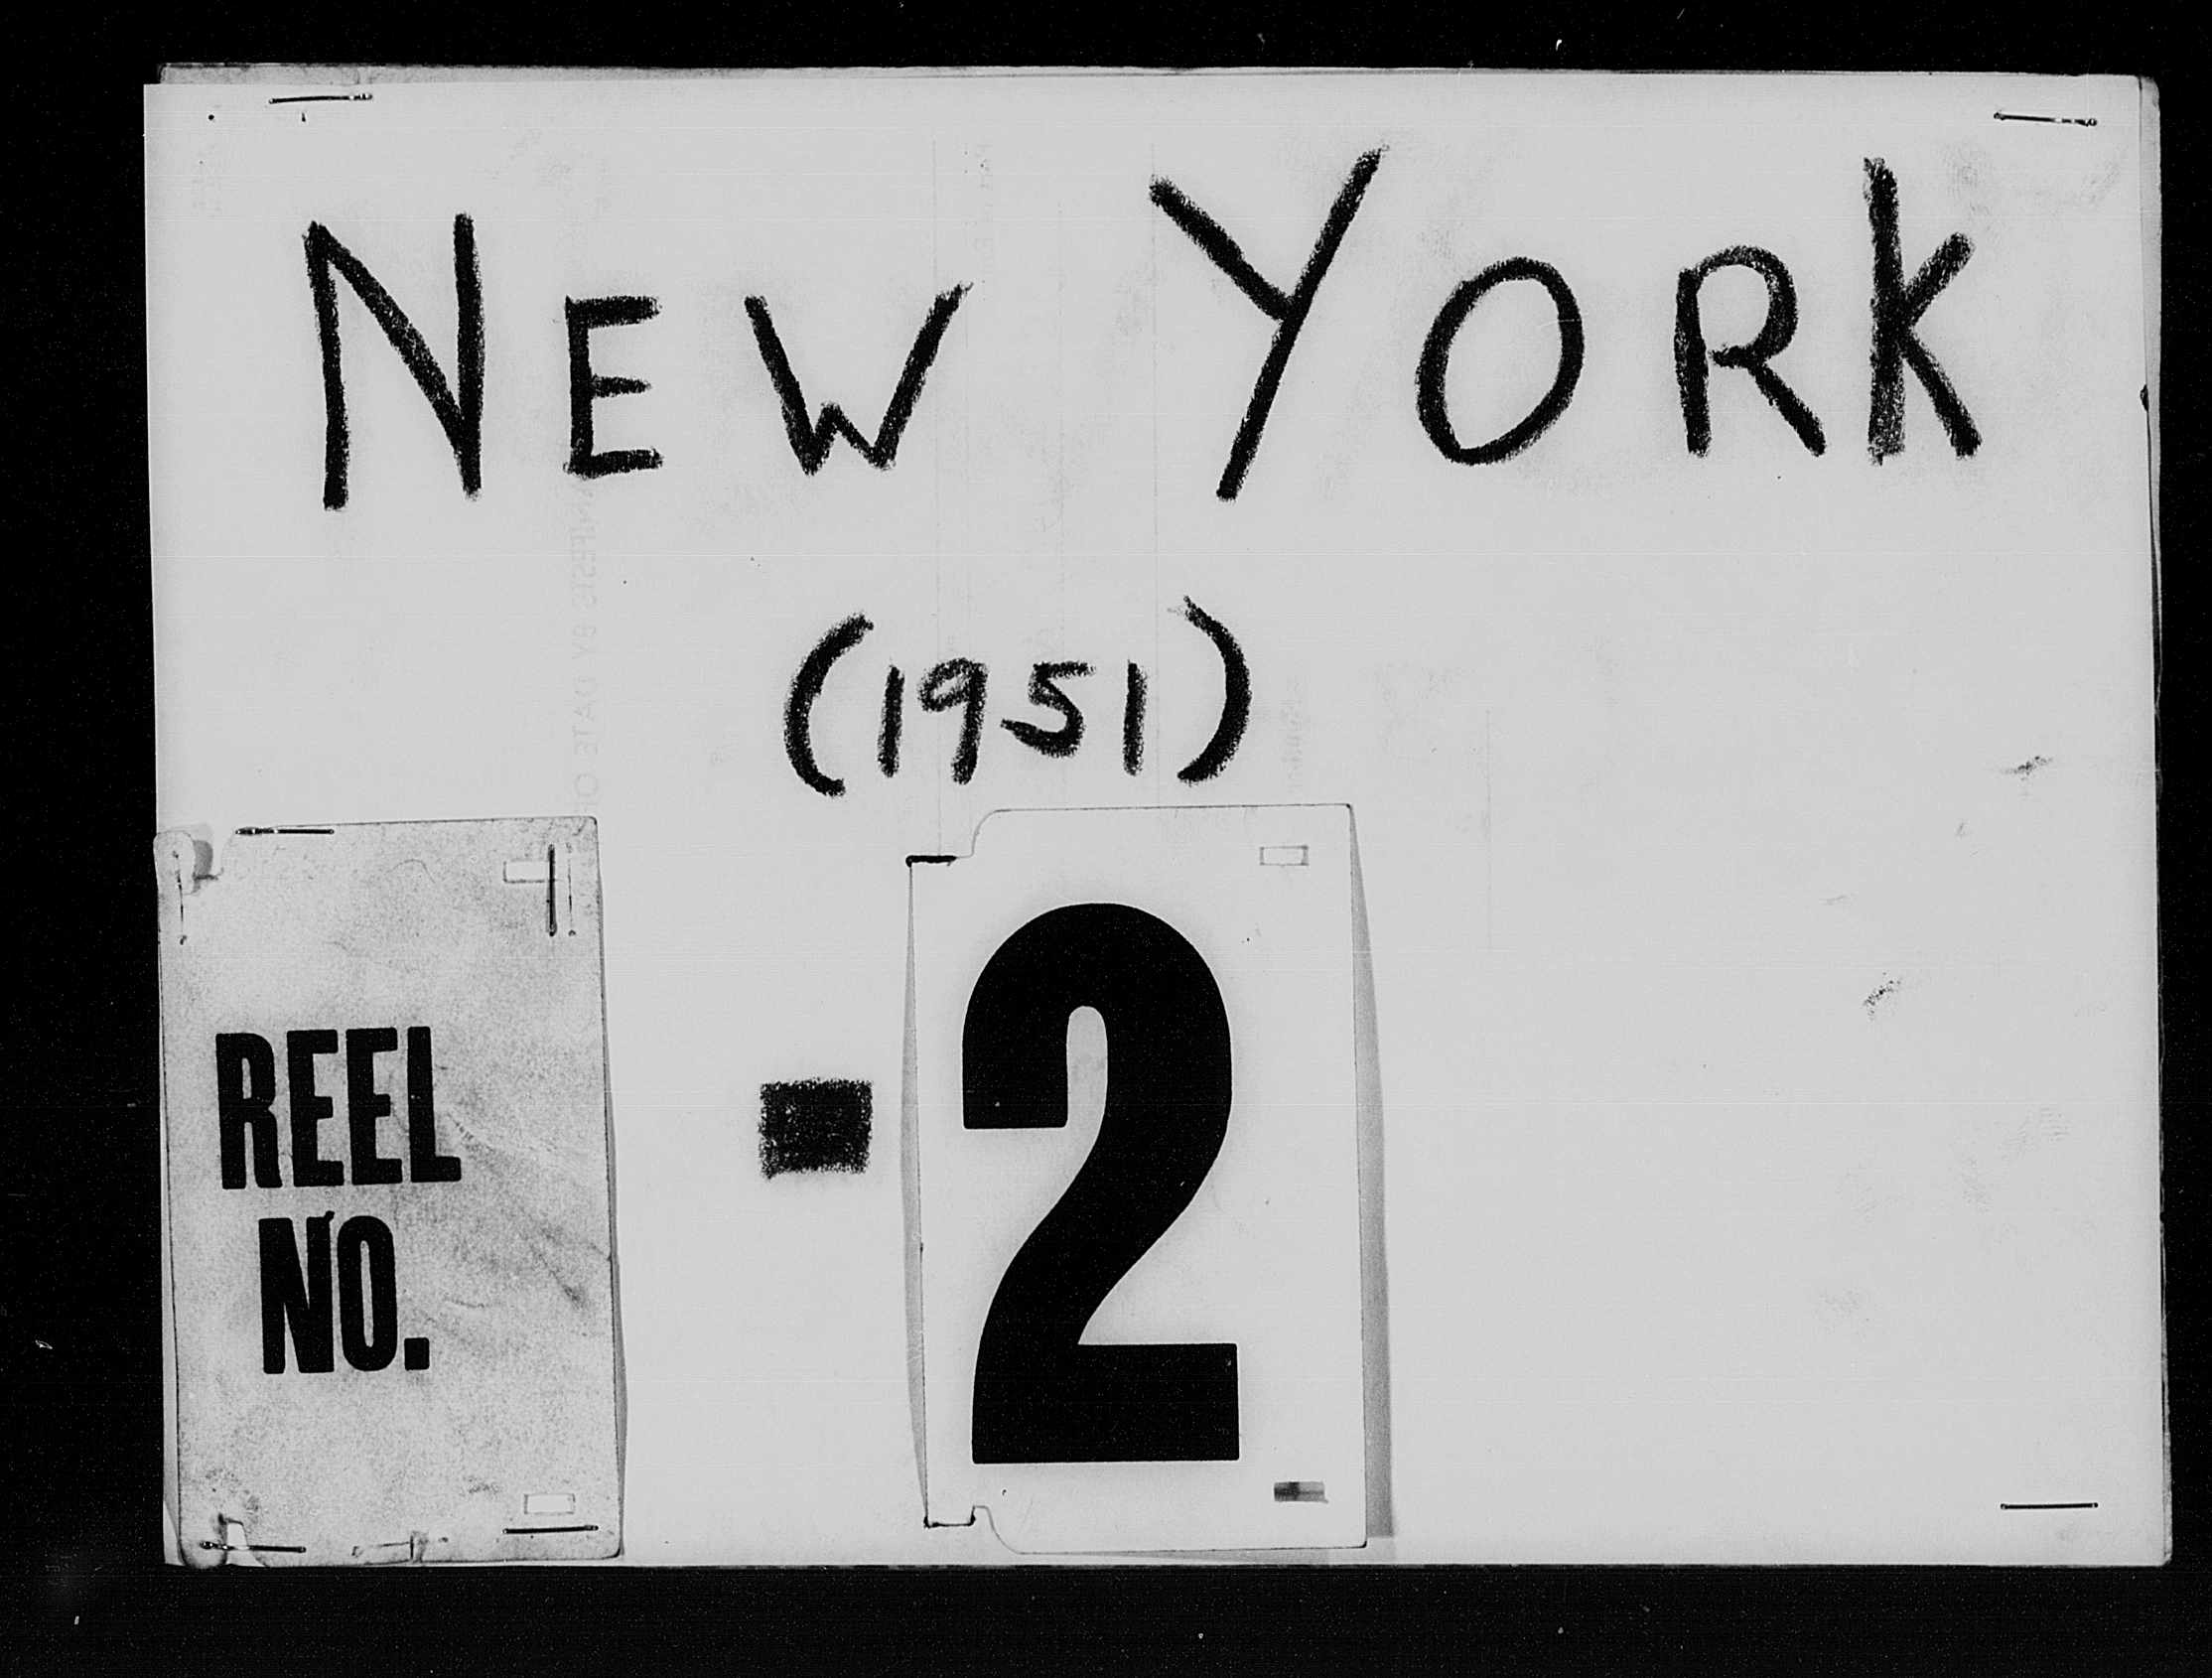 NEW YORK
(1951)
REEL
NO.
- 2